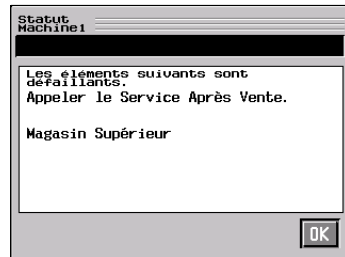 Statut
Machine1
Les éléments suivants sont
défaillants.
Appeler le Service Après Vente.
Magasin Supérieur
OK